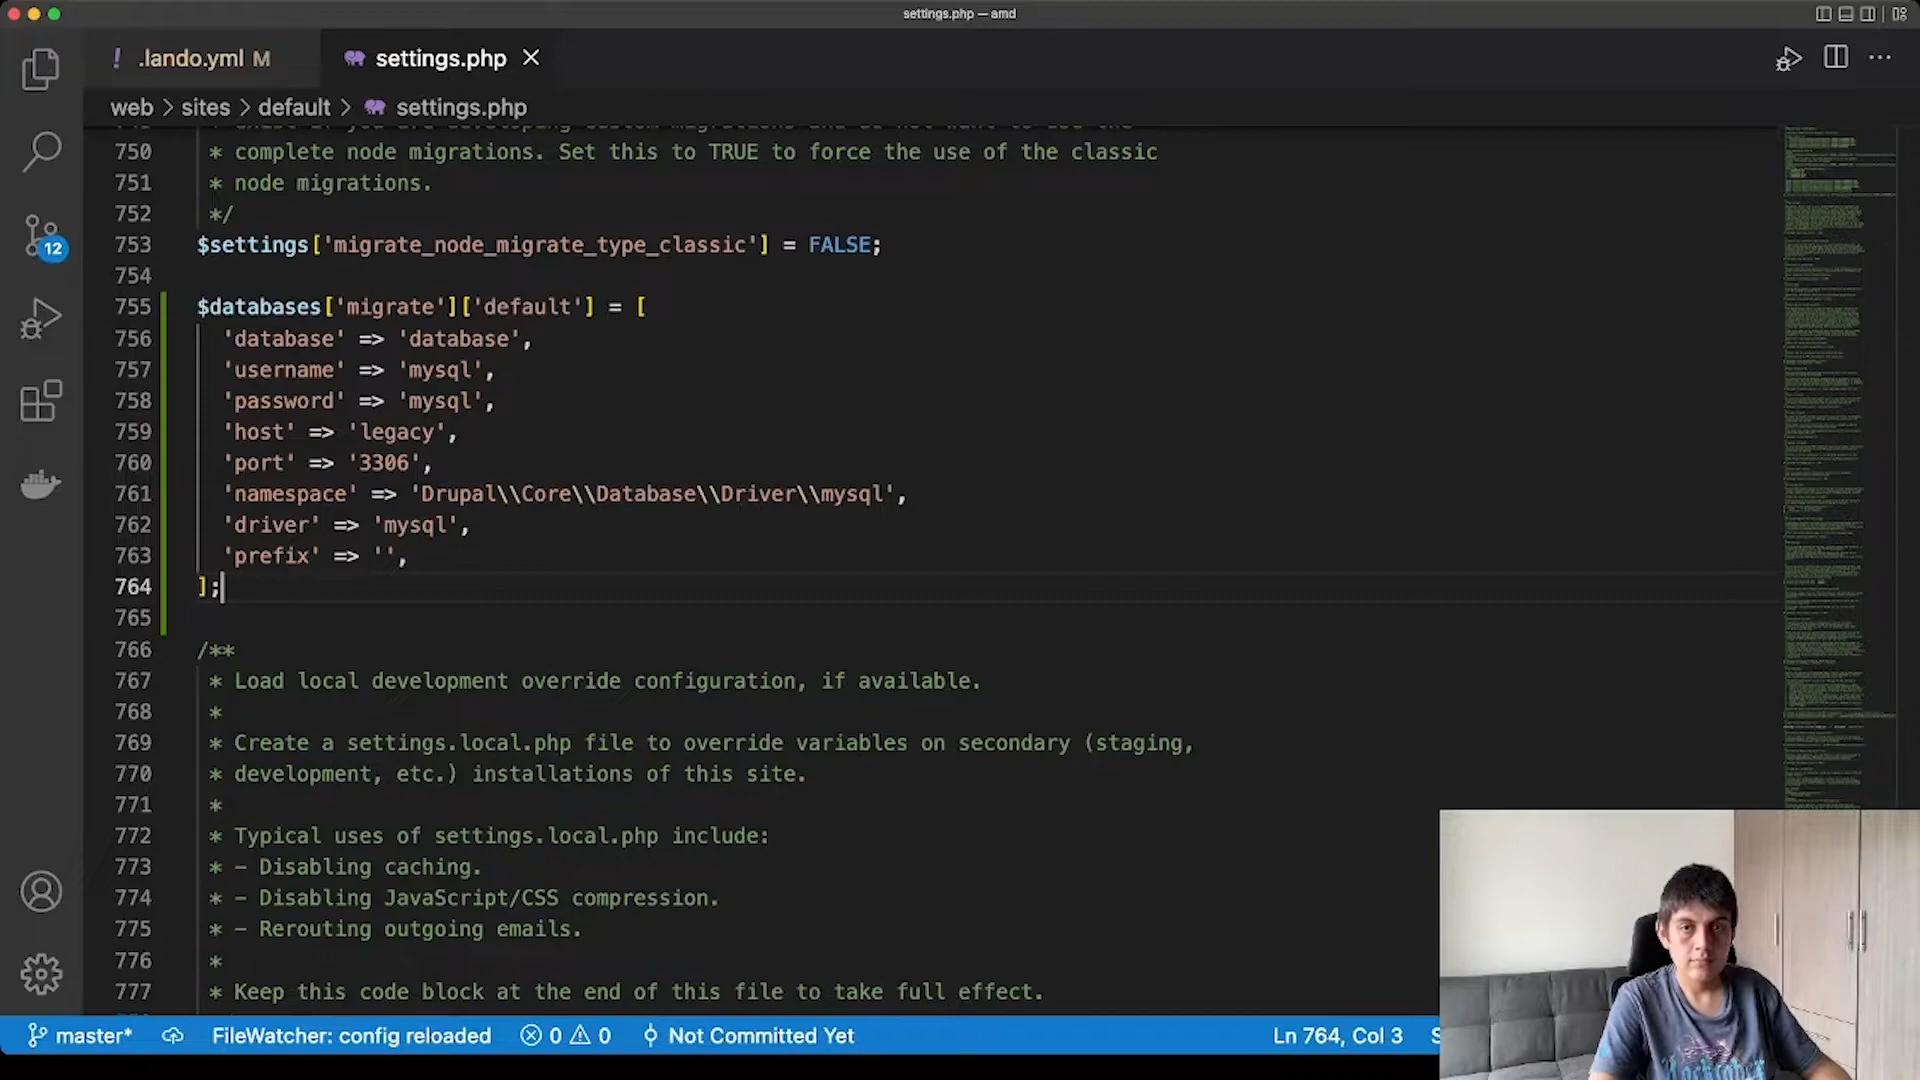 settings.php — amd
! .lando.yml M
settings.php
web > sites > default > settings.php
750 * complete node migrations. Set this to TRUE to force the use of the classic
751 * node migrations.
752 */
753 $settings['migrate_node_migrate_type_classic'] = FALSE;
754
755 $databases['migrate']['default'] = [
756 'database' => 'database',
757 'username' => 'mysql',
758 'password' => 'mysql',
759 'host' => 'legacy',
760 'port' => '3306',
761 'namespace' => 'Drupal\\Core\\Database\\Driver\\mysql',
762 'driver' => 'mysql',
763 'prefix' => '',
764 ];
765
766 /**
767 * Load local development override configuration, if available.
768 *
769 * Create a settings.local.php file to override variables on secondary (staging,
770 * development, etc.) installations of this site.
771 *
772 * Typical uses of settings.local.php include:
773 * - Disabling caching.
774 * - Disabling JavaScript/CSS compression.
775 * - Rerouting outgoing emails.
776 *
777 * Keep this code block at the end of this file to take full effect.
12
master* FileWatcher: config reloaded 0 0 Not Committed Yet Ln 764, Col 3